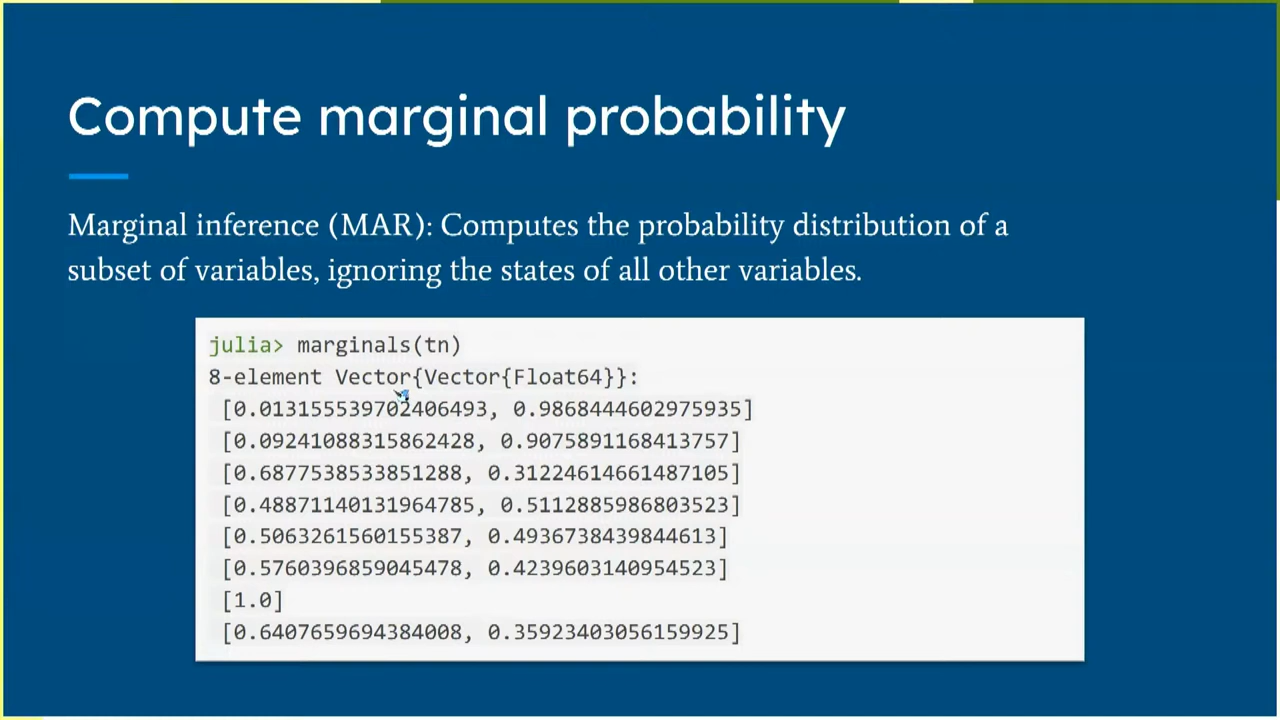 Compute marginal probability
Marginal inference (MAR): Computes the probability distribution of a
subset of variables, ignoring the states of all other variables.
julia> marginals(tn)
8-element Vector{Vector{Float64}}:
[0.013155539702406493, 0.9868444602975935]
[0.09241088315862428, 0.9075891168413757]
[0.6877538533851288, 0.31224614661487105]
[0.48871140131964785, 0.5112885986803523]
[0.5063261560155387, 0.4936738439844613]
[0.5760396859045478, 0.4239603140954523]
[1.0]
[0.6407659694384008, 0.35923403056159925]